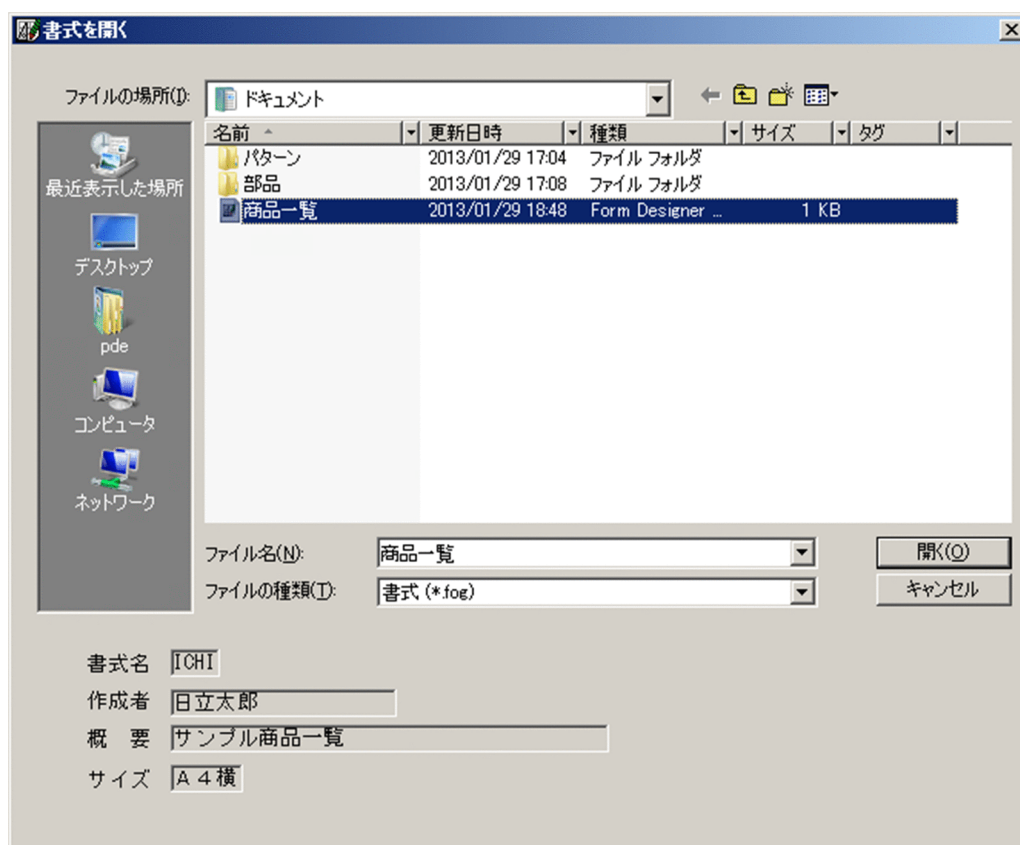 書式を開く
ファイルの場所(I):
ドキュメント
名前 更新日時 種類 サイズ タグ
パターン 2013/01/29 17:04 ファイル フォルダ
部品 2013/01/29 17:08 ファイル フォルダ
商品一覧 2013/01/29 18:48 Form Designer ... 1 KB
最近表示した場所
デスクトップ
pde
コンピュータ
ネットワーク
ファイル名(N): 商品一覧 開く(O)
ファイルの種類(T): 書式 (*.fog) キャンセル
書式名 ICHI
作成者 日立太郎
概 要 サンプル商品一覧
サイズ A4横